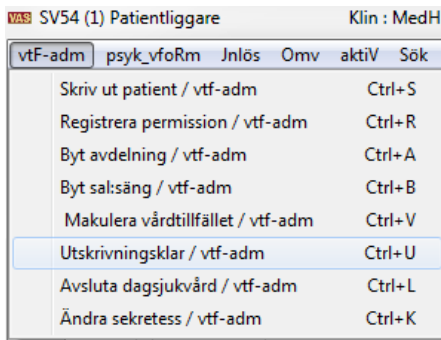 VAS SV54 (1) Patientliggare Klin : MedH
vtF-adm psyk_vfoRm Jnlös Omv aktiV Sök
Skriv ut patient / vtf-adm Ctrl+S
Registrera permission / vtf-adm Ctrl+R
Byt avdelning / vtf-adm Ctrl+A
Byt sal:säng / vtf-adm Ctrl+B
Makulera vårdtillfället / vtf-adm Ctrl+V
Utskrivningsklar / vtf-adm Ctrl+U
Avsluta dagsjukvård / vtf-adm Ctrl+L
Ändra sekretess / vtf-adm Ctrl+K